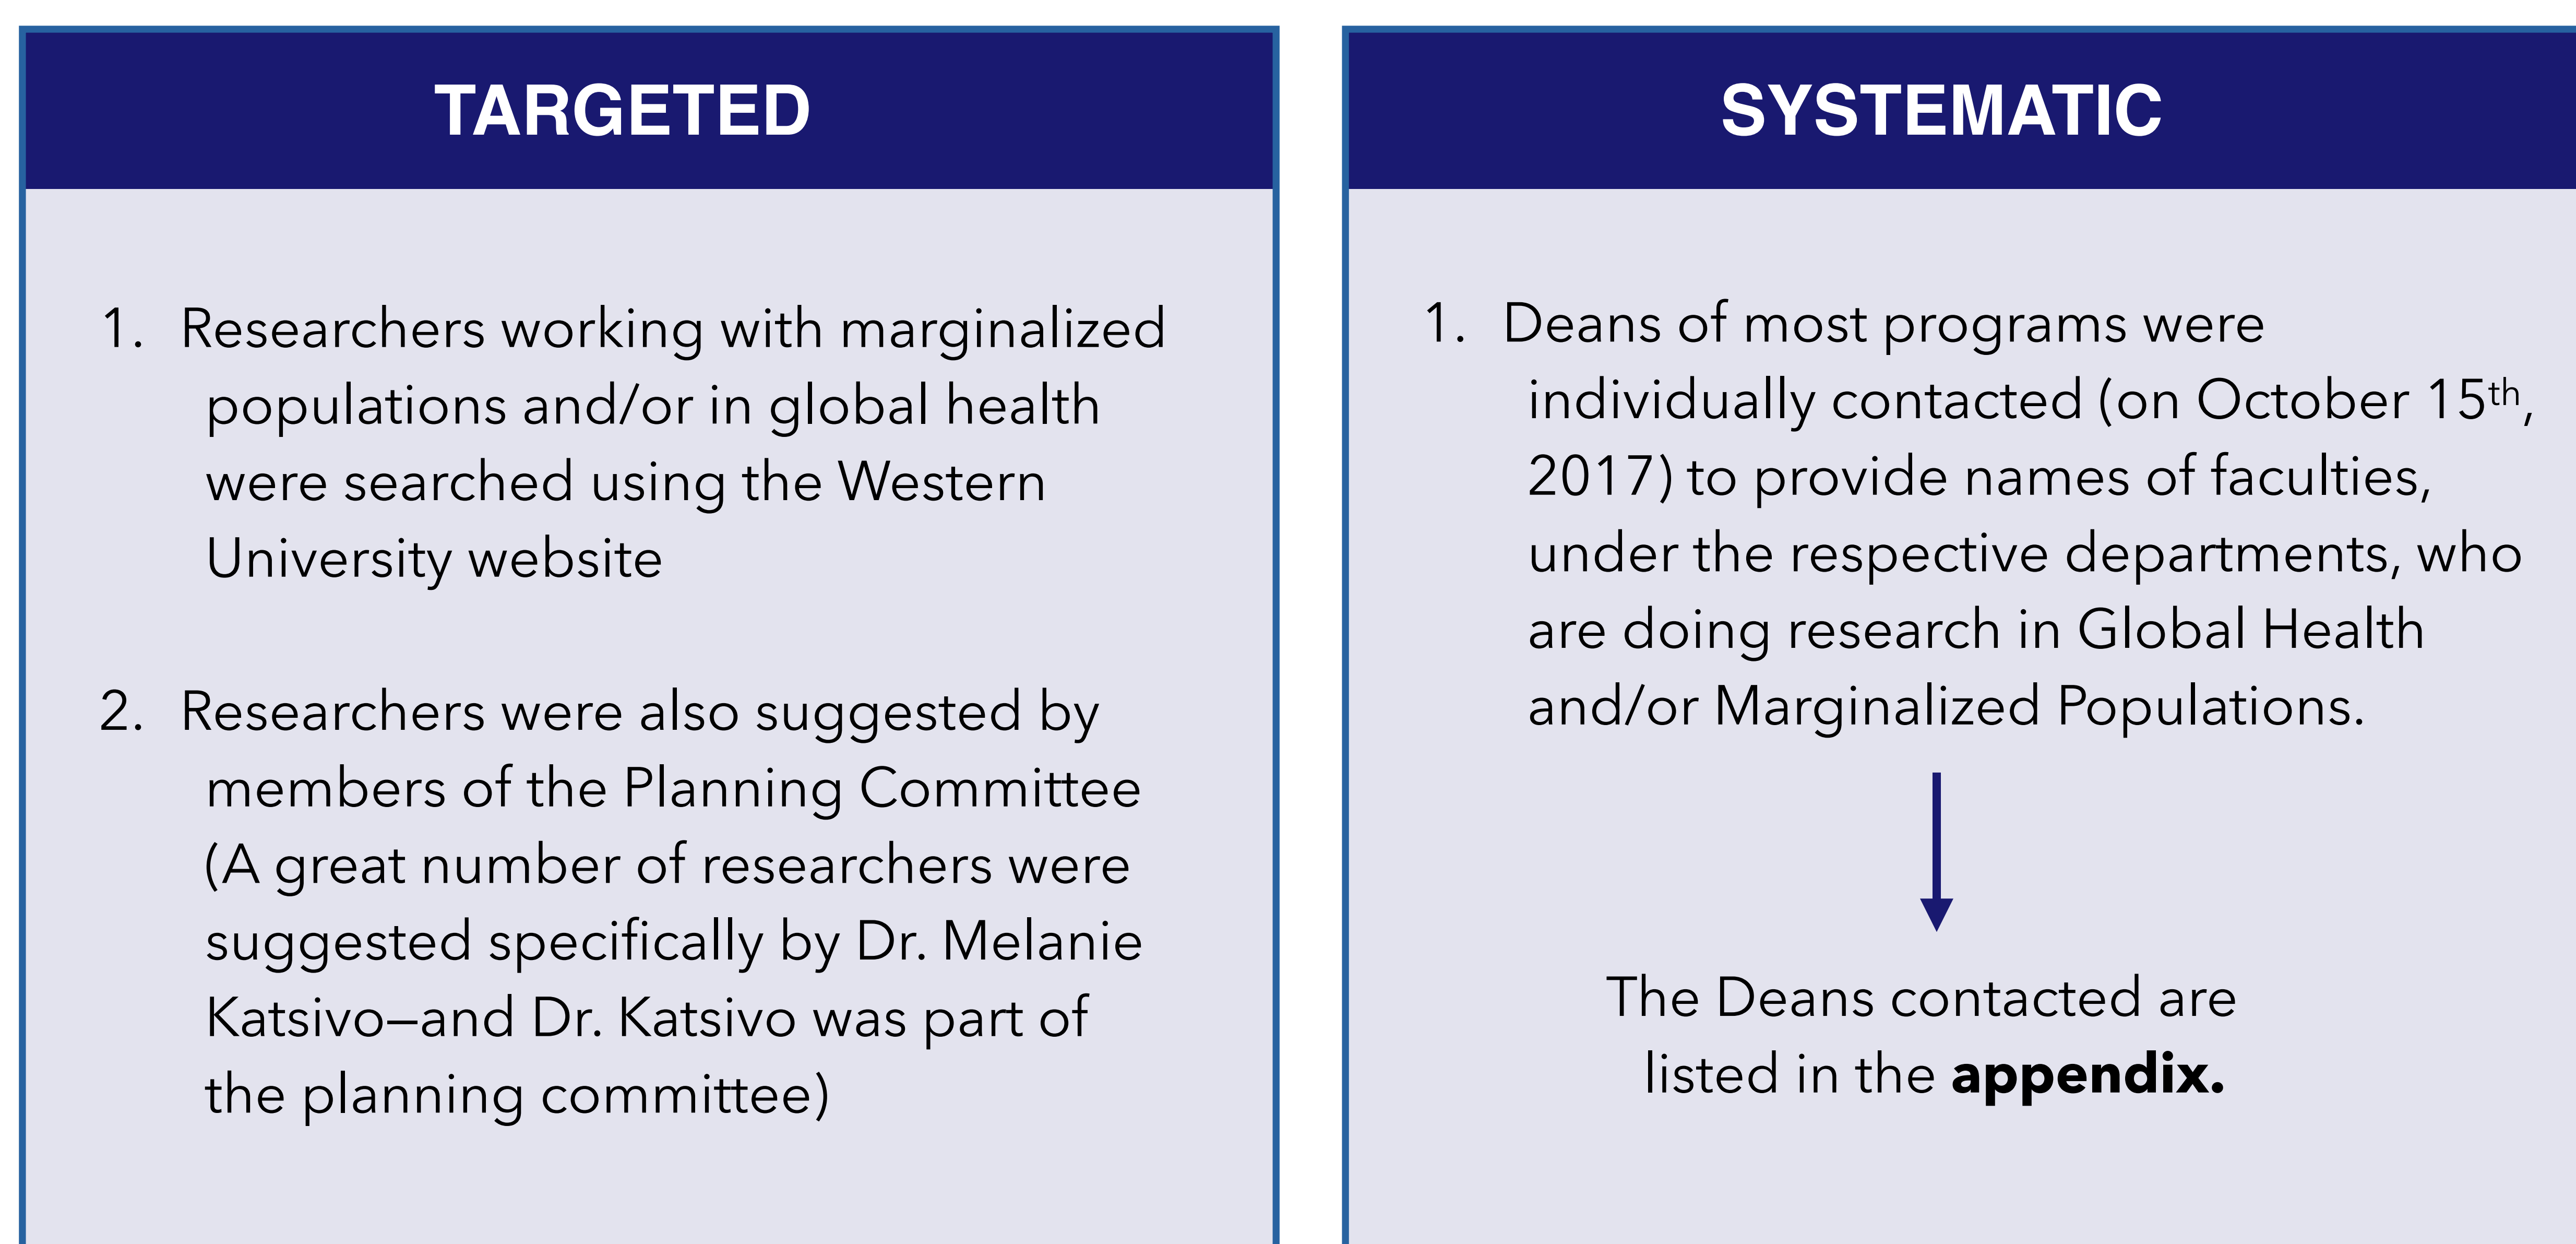 TARGETED
1. Researchers working with marginalized
populations and/or in global health
were searched using the Western
University website
2. Researchers were also suggested by
members of the Planning Committee
(A great number of researchers were
suggested specifically by Dr. Melanie
Katsivo–and Dr. Katsivo was part of
the planning committee)
SYSTEMATIC
1. Deans of most programs were
individually contacted (on October 15th,
2017) to provide names of faculties,
under the respective departments, who
are doing research in Global Health
and/or Marginalized Populations.
The Deans contacted are
listed in the appendix.